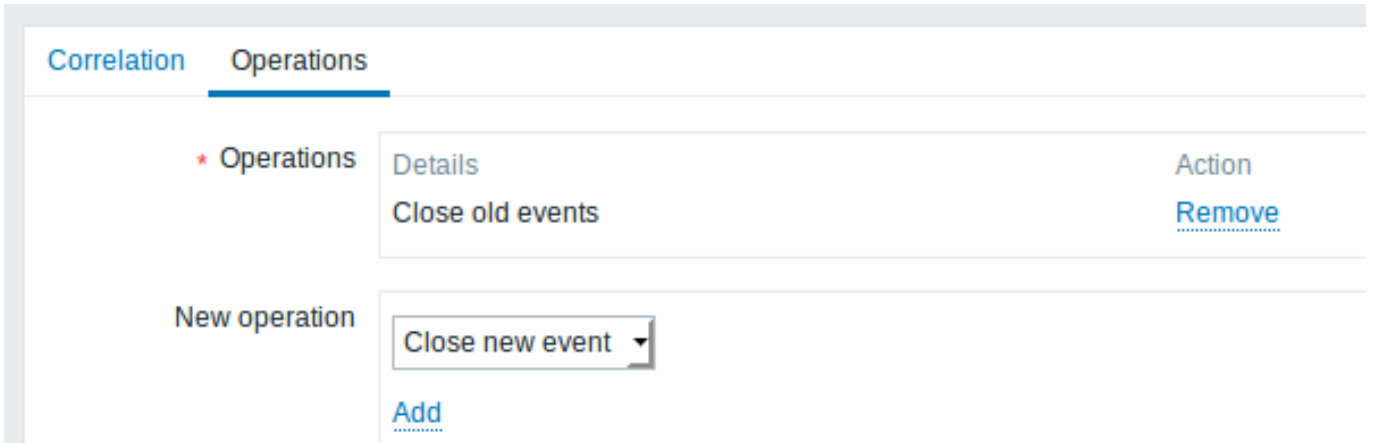 Correlation Operations
* Operations Details Action
Close old events Remove
New operation
Close new event
Add